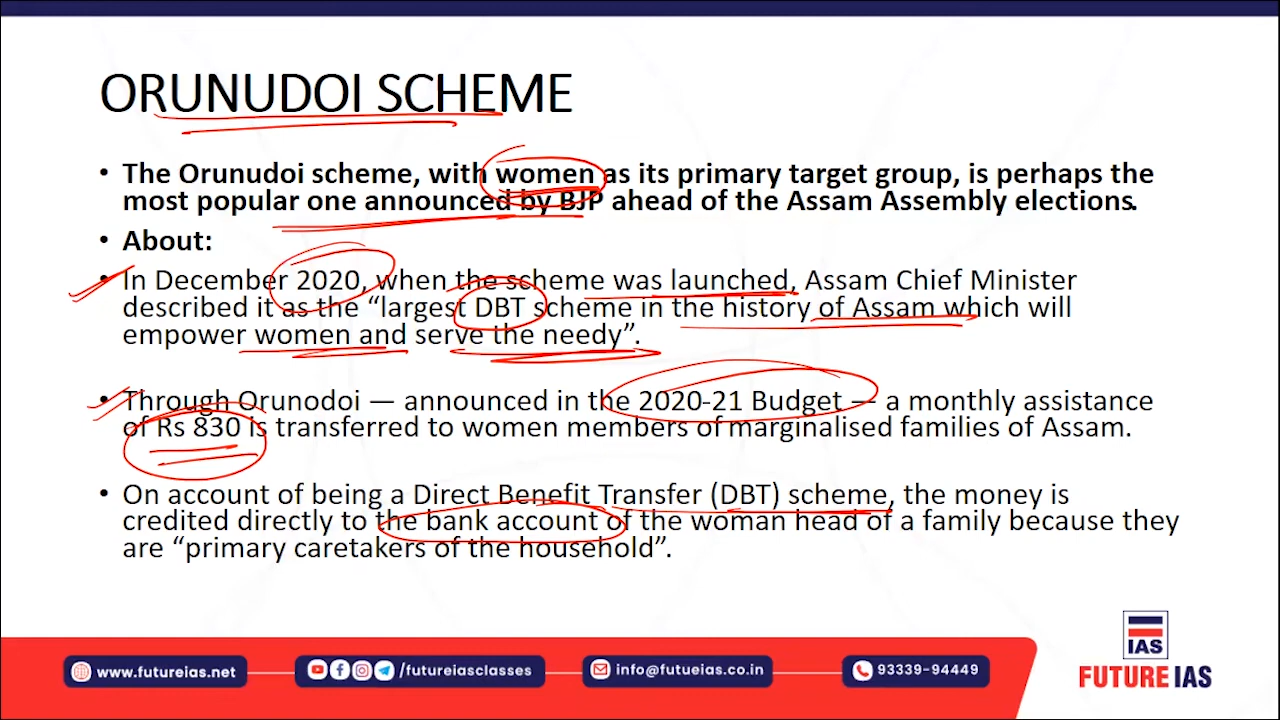 ORUNUDOI SCHEME
• The Orunudoi scheme, with women as its primary target group, is perhaps the
most popular one announced by BJP ahead of the Assam Assembly elections.
• About:
• In December 2020, when the scheme was launched, Assam Chief Minister
described it as the “largest DBT scheme in the history of Assam which will
empower women and serve the needy”.
• Through Orunodoi — announced in the 2020-21 Budget — a monthly assistance
of Rs 830 is transferred to women members of marginalised families of Assam.
• On account of being a Direct Benefit Transfer (DBT) scheme, the money is
credited directly to the bank account of the woman head of a family because they
are “primary caretakers of the household”.
IAS
www.futureias.net
/futureiasclasses
info@futueias.co.in
93339-94449
FUTURE IAS